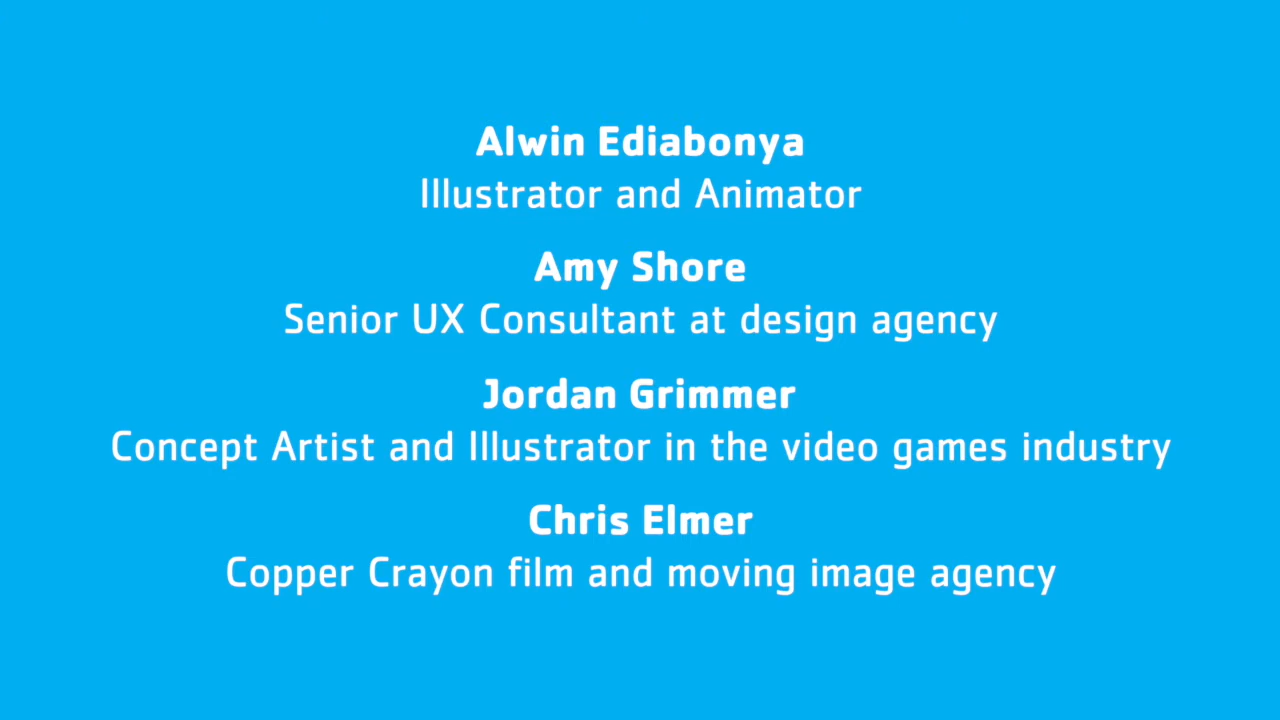 Alwin Ediabonya
Illustrator and Animator
Amy Shore
Senior UX Consultant at design agency
Jordan Grimmer
Concept Artist and Illustrator in the video games industry
Chris Elmer
Copper Crayon film and moving image agency